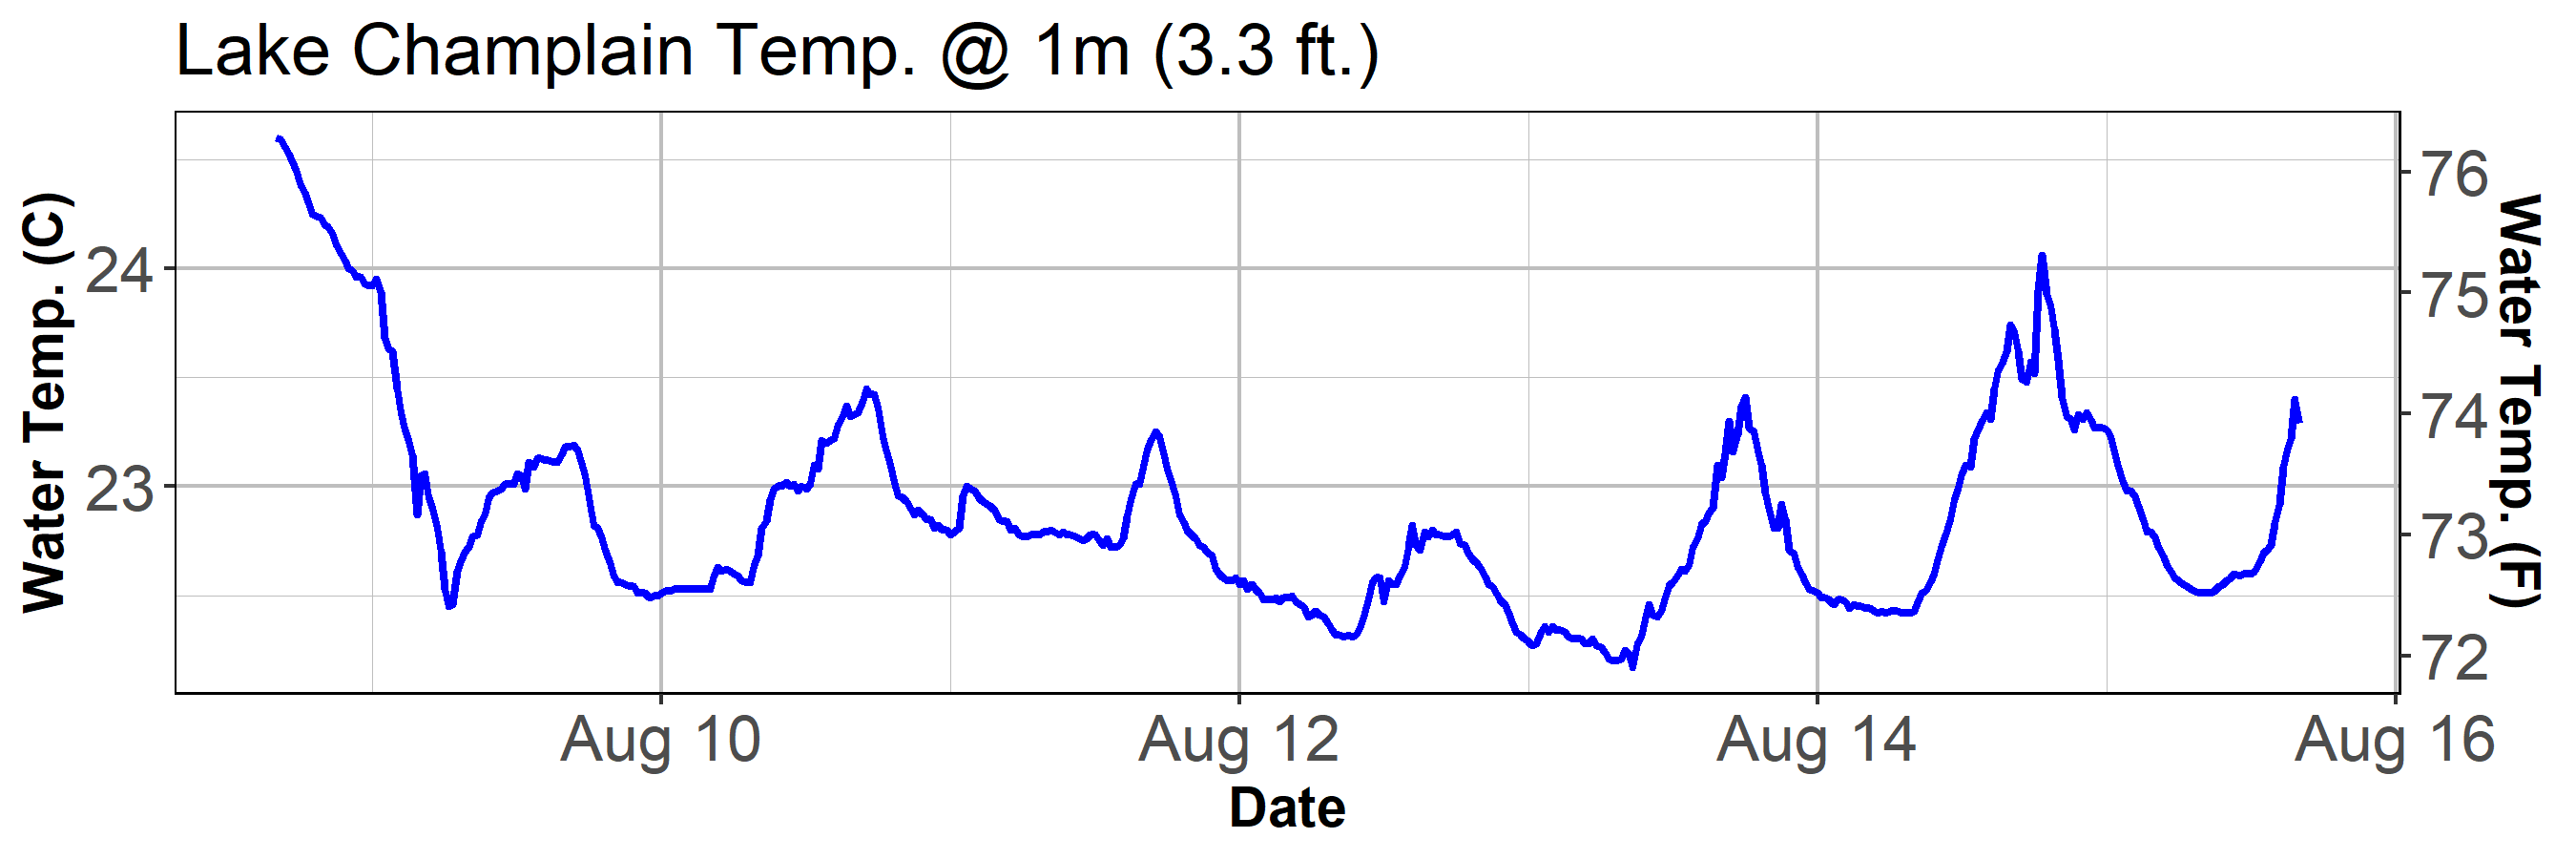 Lake Champlain Temp. @ 1m (3.3 ft.)
Water Temp. (C)
24
23
76
75
74
73
72
Water Temp. (F)
Aug 10
Aug 12
Aug 14
Aug 16
Date